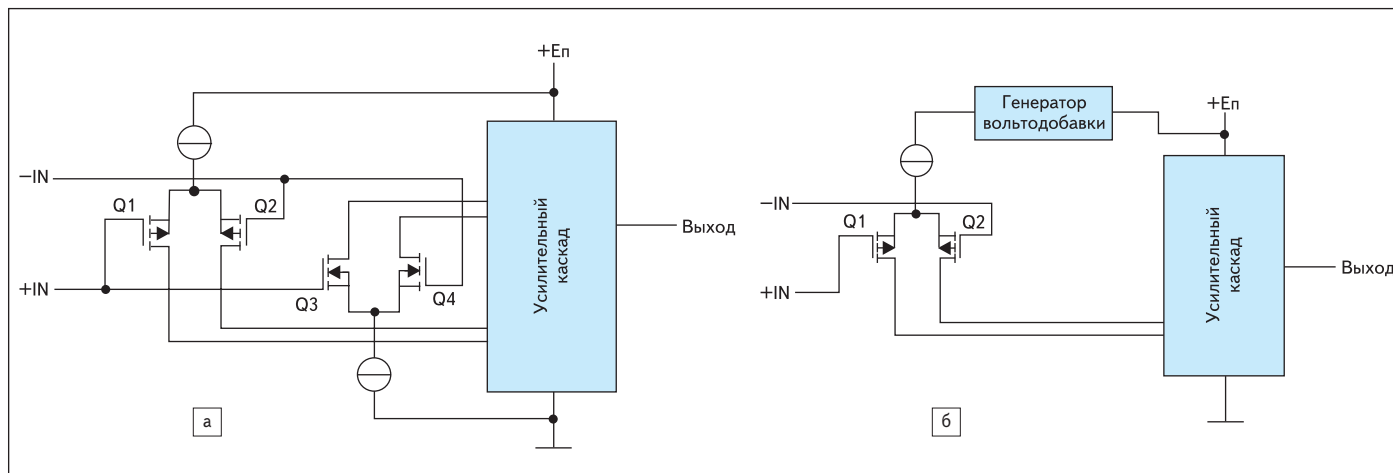 +Eп
−IN
Q1
Q2
+IN
Q3
Q4
Усилительный
каскад
Выход
а
Генератор
вольтодобавки
+Eп
−IN
Q1
Q2
+IN
Усилительный
каскад
Выход
б